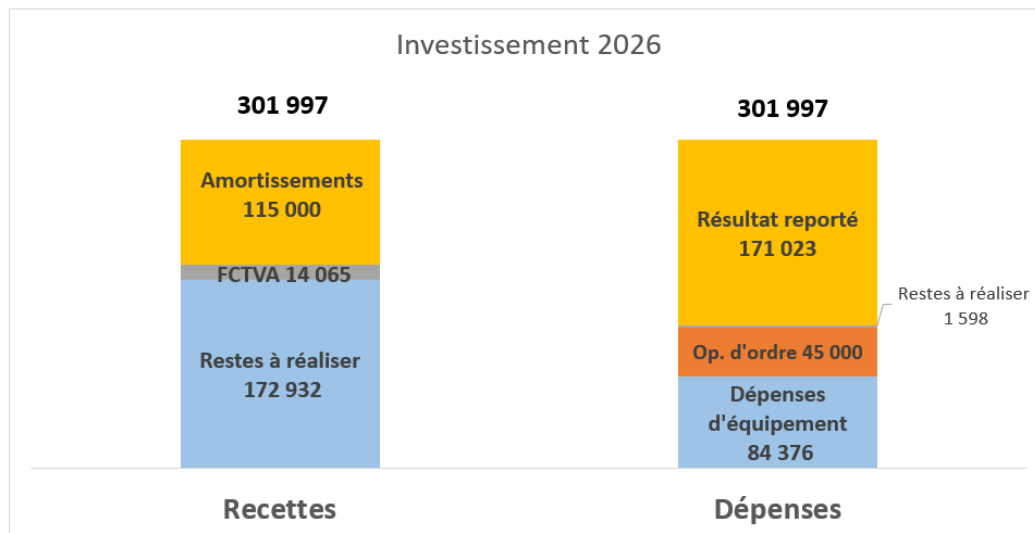 Investissement 2026
301 997
Amortissements
115 000
FCTVA 14 065
Restes à réaliser
172 932
Recettes
301 997
Résultat reporté
171 023
Restes à réaliser
1 598
Op. d'ordre 45 000
Dépenses
d'équipement
84 376
Dépenses